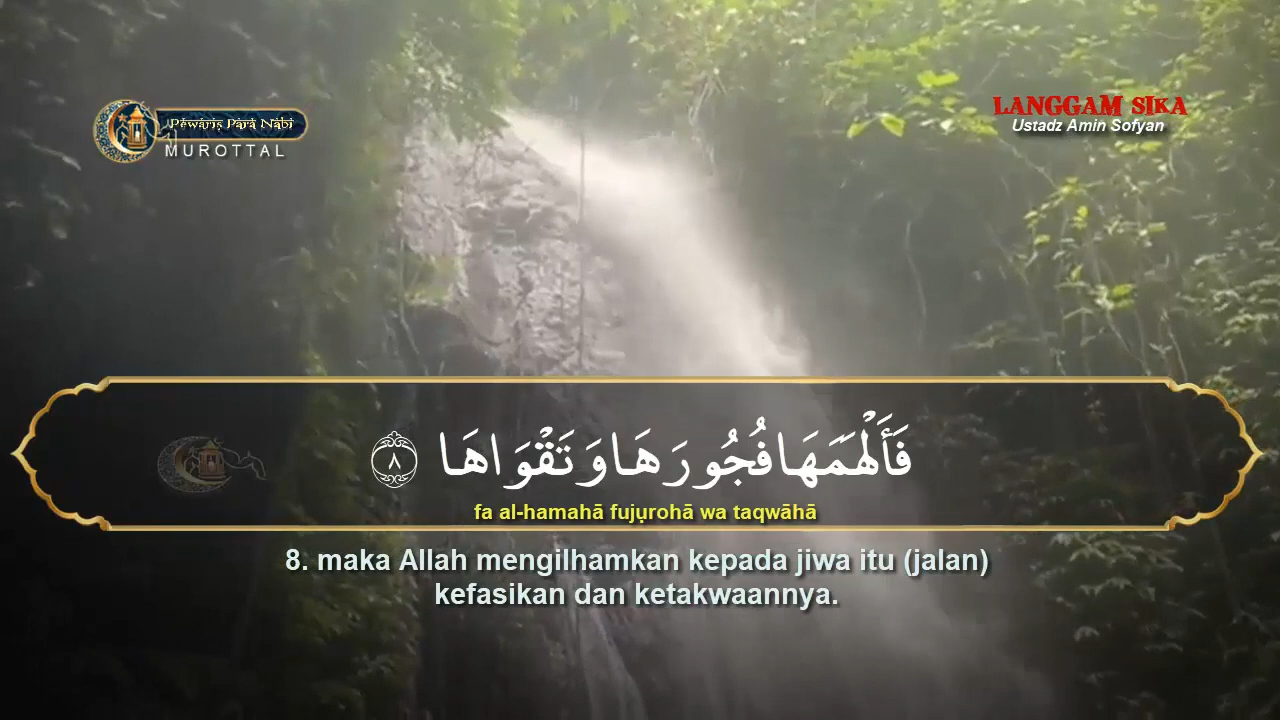 Pewaris Para Nabi
MUROTTAL
LANGGAM SIKA
Ustadz Amin Sofyan
فَأَلْهَمَهَا فُجُورَهَا وَتَقْوَاهَا ٨
fa al-hamahā fujụrohā wa taqwāhā
8. maka Allah mengilhamkan kepada jiwa itu (jalan)
kefasikan dan ketakwaannya.